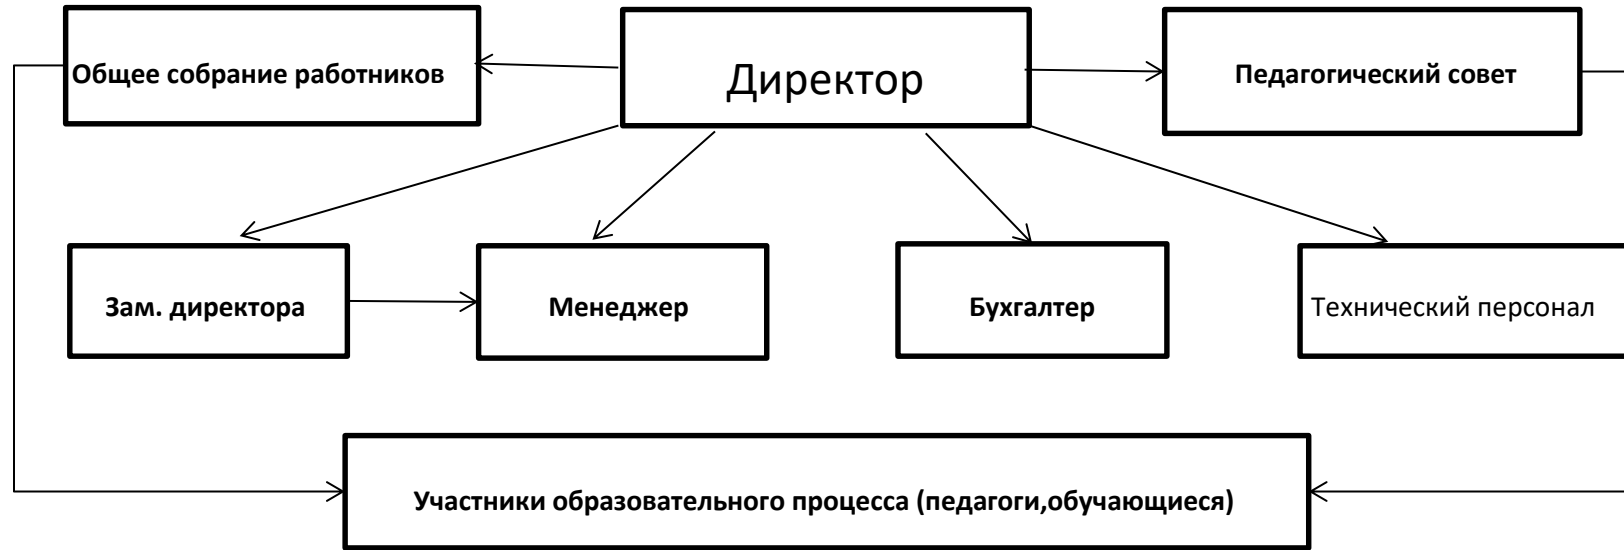 Общее собрание работников
Директор
Педагогический совет
Зам. директора
Менеджер
Бухгалтер
Технический персонал
Участники образовательного процесса (педагоги,обучающиеся)